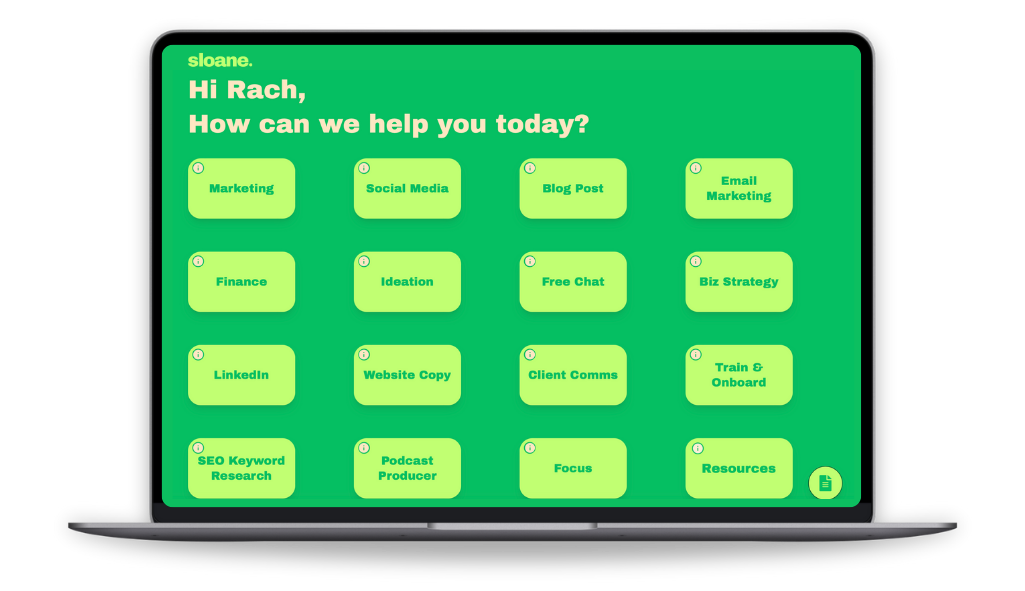 sloane.
Hi Rach,
How can we help you today?
Marketing
Social Media
Blog Post
Email
Marketing
Finance
Ideation
Free Chat
Biz Strategy
LinkedIn
Website Copy
Client Comms
Train &
Onboard
SEO Keyword
Research
Podcast
Producer
Focus
Resources